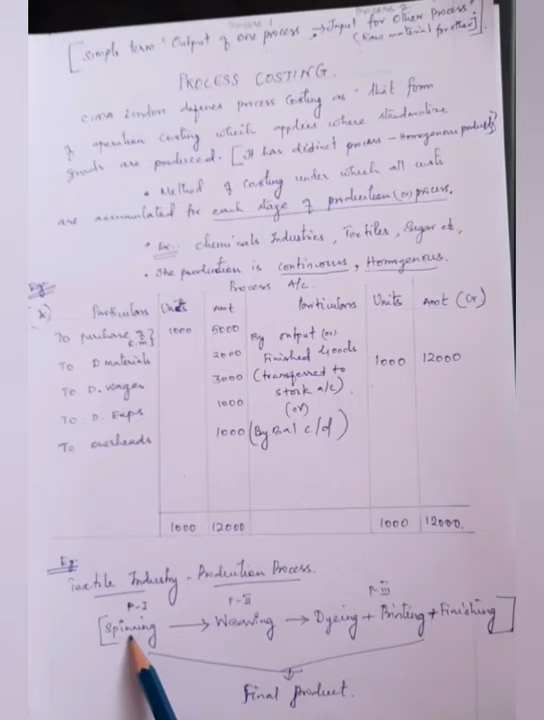 Process 1 Process 2
[ Simple term "Output of one process → Input for Other Process".
(Raw material for other) ]
PROCESS COSTING.
CIMA London defines process costing as "that form
of operation costing which applies where standardize
goods are produced. [It has distinct process - Homogenous products]
• Method of costing under which all costs
are accumulated for each stage of production (or) process.
• Ex:- Chemicals Industries, Textiles, Sugar etc.,
• The production is continuous, Homogenous.
Eg:-
Process A/c.
Particulars Units Amt Particulars Units Amt (Cr)
To purchase of R.M } 1000 5000 By output (or)
To D materials 2000 Finished Goods 1000 12000
To D. wages 3000 (transferred to
stock a/c).
To D. Exps 1000 (or)
To overheads 1000 (By Bal c/d)
1000 12000 1000 12000.
Eg:
Textile Industry - Production Process.
P-I P-II P-III
[Spinning → Weaving → Dyeing + Printing + Finishing]
Final product.